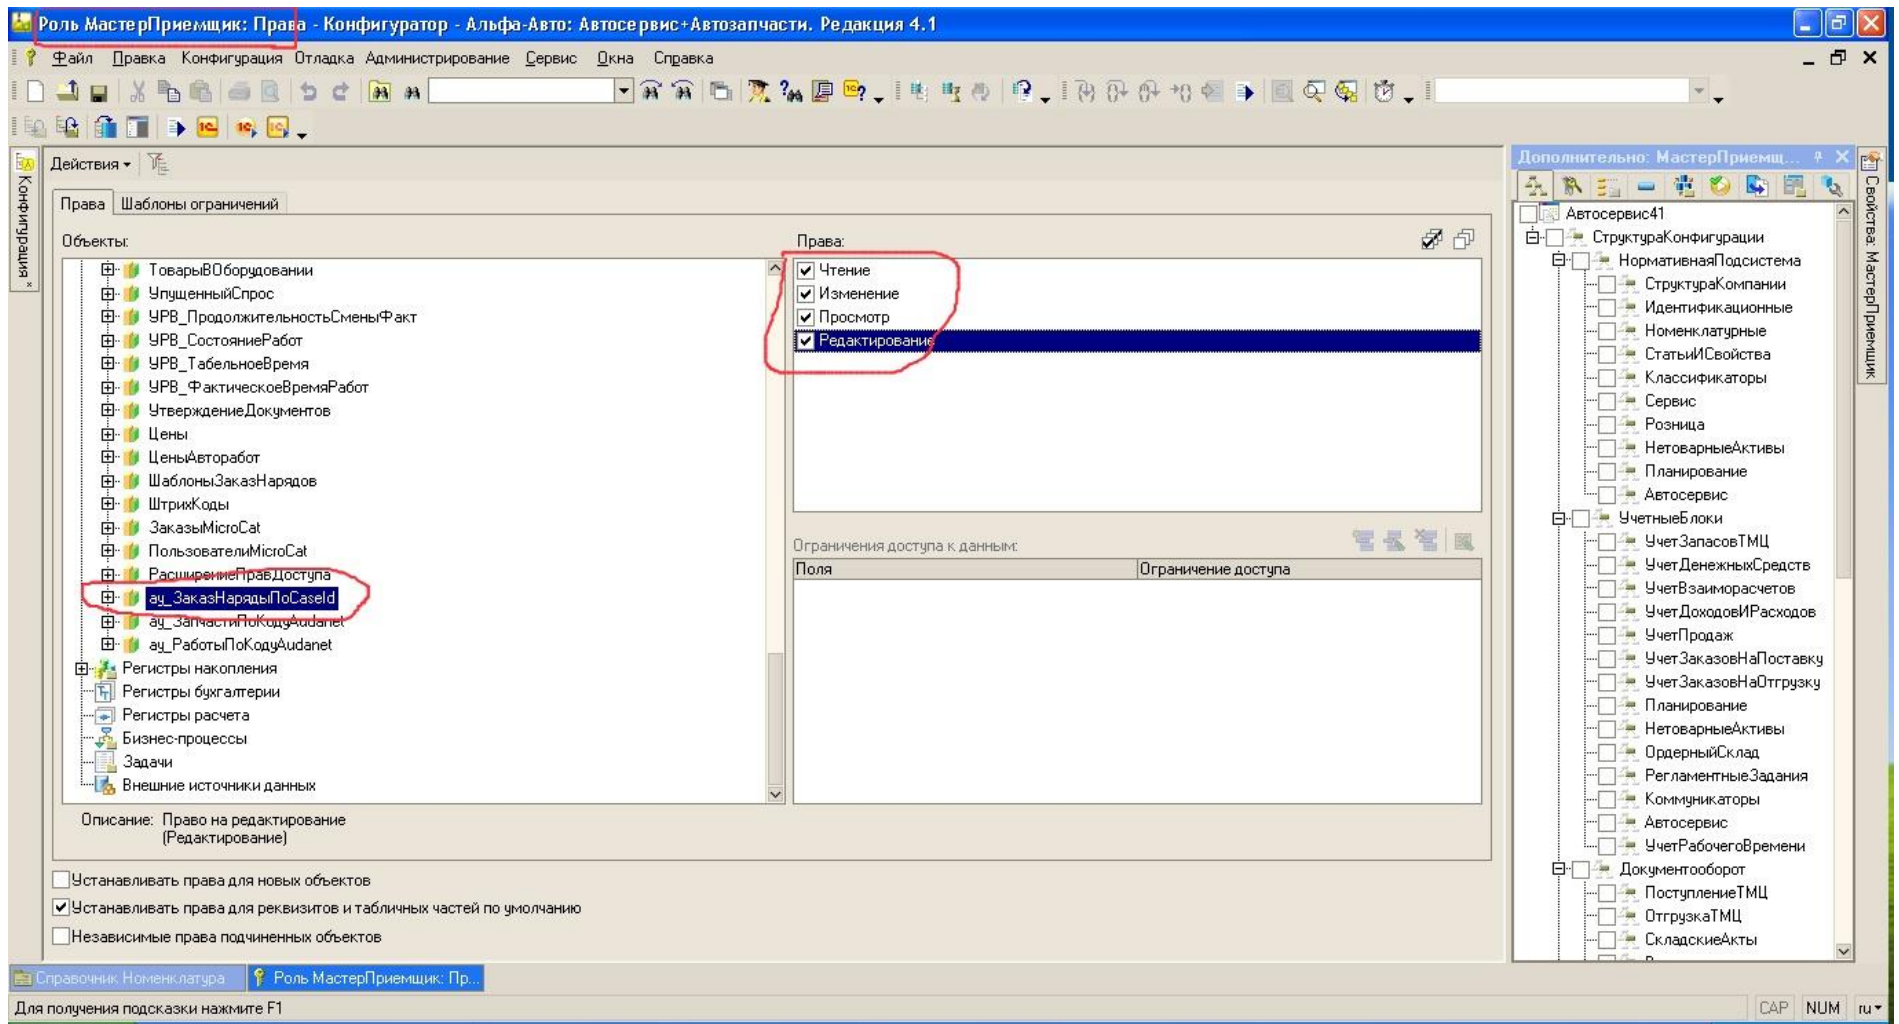 Роль МастерПриемщик: Права - Конфигуратор - Альфа-Авто: Автосервис+Автозапчасти. Редакция 4.1
Файл Правка Конфигурация Отладка Администрирование Сервис Окна Справка
Действия
Права Шаблоны ограничений
Объекты:
ТоварыВОборудовании
УпущенныйСпрос
УРВ_ПродолжительностьСменыФакт
УРВ_СостояниеРабот
УРВ_ТабельноеВремя
УРВ_ФактическоеВремяРабот
УтверждениеДокументов
Цены
ЦеныАвторабот
ШаблоныЗаказНарядов
ШтрихКоды
ЗаказыMicroCat
ПользователиMicroCat
РасширениеПравДоступа
ау_ЗаказНарядыПоCaseId
ау_ЗапчастиПоКодуAudanet
ау_РаботыПоКодуAudanet
Регистры накопления
Регистры бухгалтерии
Регистры расчета
Бизнес-процессы
Задачи
Внешние источники данных
Описание: Право на редактирование
(Редактирование)
Устанавливать права для новых объектов
Устанавливать права для реквизитов и табличных частей по умолчанию
Независимые права подчиненных объектов
Права:
Чтение
Изменение
Просмотр
Редактирование
Ограничения доступа к данным:
Поля Ограничение доступа
Дополнительно: МастерПриемщ...
Автосервис41
СтруктураКонфигурации
НормативнаяПодсистема
СтруктураКомпании
Идентификационные
Номенклатурные
СтатьиИСвойства
Классификаторы
Сервис
Розница
НетоварныеАктивы
Планирование
Автосервис
УчетныеБлоки
УчетЗапасовТМЦ
УчетДенежныхСредств
УчетВзаиморасчетов
УчетДоходовИРасходов
УчетПродаж
УчетЗаказовНаПоставку
УчетЗаказовНаОтгрузку
Планирование
НетоварныеАктивы
ОрдерныйСклад
РегламентныеЗадания
Коммуникаторы
Автосервис
УчетРабочегоВремени
Документооборот
ПоступлениеТМЦ
ОтгрузкаТМЦ
СкладскиеАкты
Конфигурация
Свойства: МастерПриемщик
Справочник Номенклатура Роль МастерПриемщик: Пр...
Для получения подсказки нажмите F1 CAP NUM ru